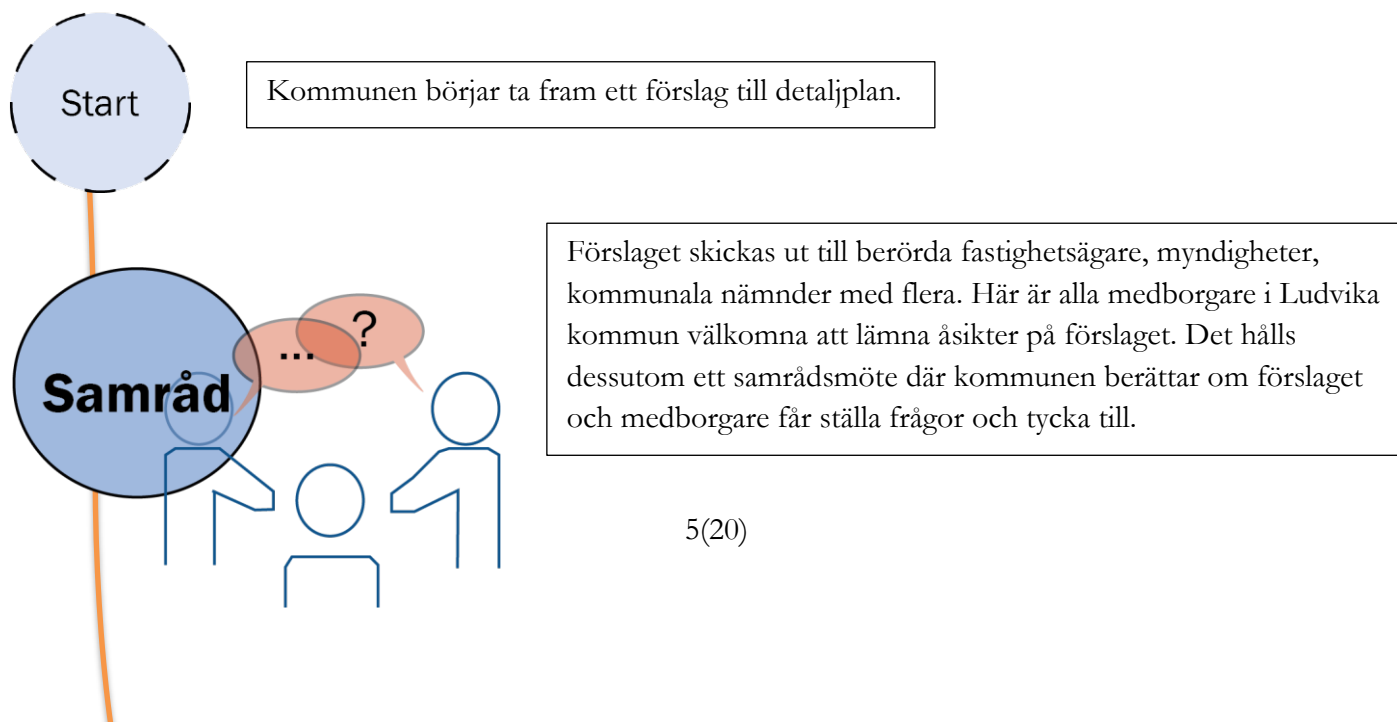 Start
Kommunen börjar ta fram ett förslag till detaljplan.
Förslaget skickas ut till berörda fastighetsägare, myndigheter,
kommunala nämnder med flera. Här är alla medborgare i Ludvika
kommun välkomna att lämna åsikter på förslaget. Det hålls
dessutom ett samrådsmöte där kommunen berättar om förslaget
och medborgare får ställa frågor och tycka till.
?
...
Samråd
5(20)